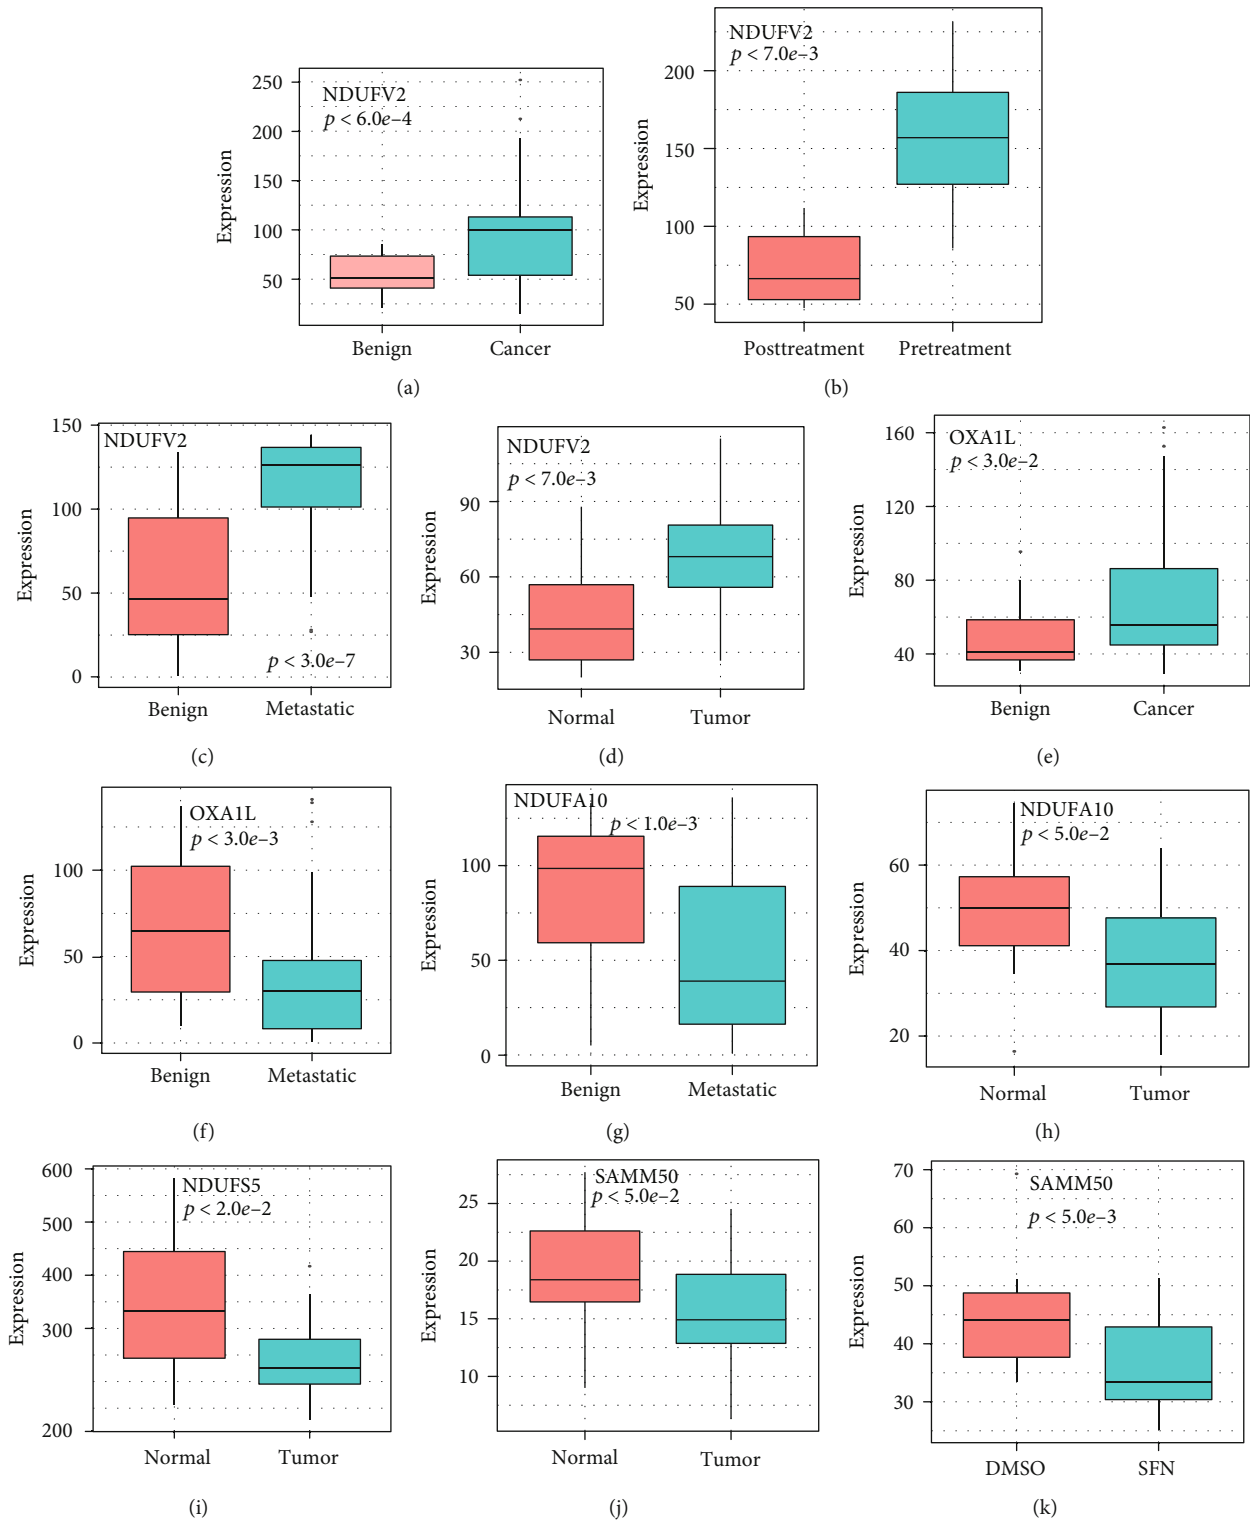 NDUFV2
p < 6.0e–4
Expression
250
200
150
100
50
Benign
Cancer
(a)
NDUFV2
p < 7.0e–3
Expression
200
150
100
50
Posttreatment
Pretreatment
(b)
NDUFV2
p < 3.0e–7
Expression
150
100
50
0
Benign
Metastatic
(c)
NDUFV2
p < 7.0e–3
Expression
90
60
30
Normal
Tumor
(d)
OXA1L
p < 3.0e–2
Expression
160
120
80
40
Benign
Cancer
(e)
OXA1L
p < 3.0e–3
Expression
100
50
0
Benign
Metastatic
(f)
NDUFA10
p < 1.0e–3
Expression
100
50
0
Benign
Metastatic
(g)
NDUFA10
p < 5.0e–2
Expression
60
40
20
Normal
Tumor
(h)
NDUFS5
p < 2.0e–2
Expression
600
500
400
300
200
Normal
Tumor
(i)
SAMM50
p < 5.0e–2
Expression
25
20
15
10
Normal
Tumor
(j)
SAMM50
p < 5.0e–3
Expression
70
60
50
40
30
DMSO
SFN
(k)